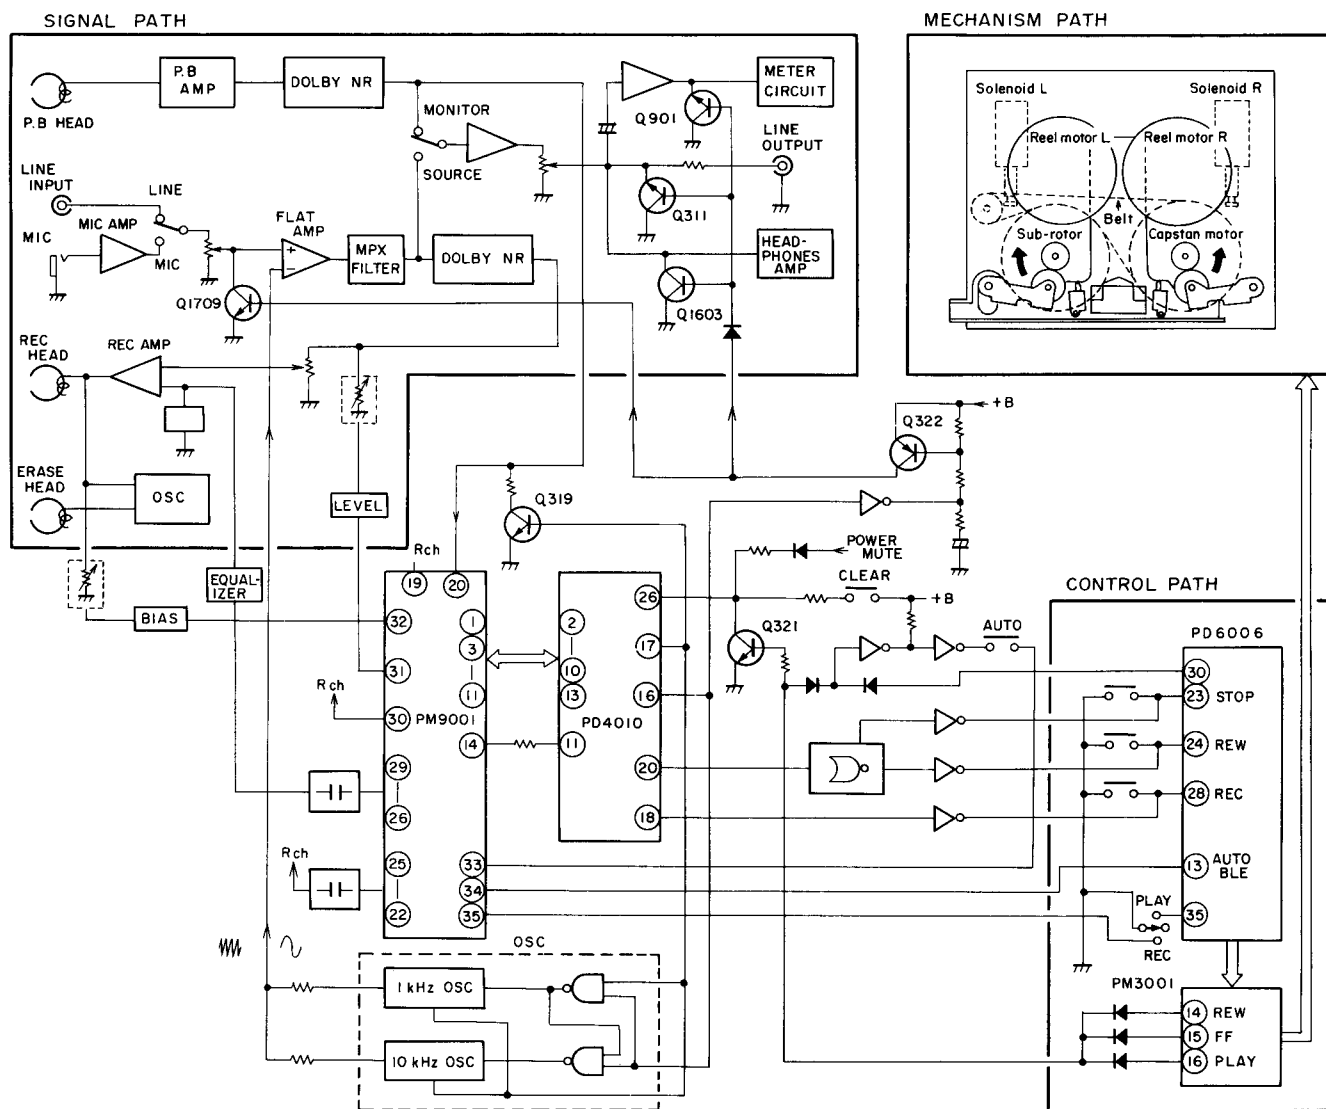 SIGNAL PATH
MECHANISM PATH
P.B HEAD
P.B
AMP
DOLBY NR
MONITOR
SOURCE
Q901
METER
CIRCUIT
LINE
OUTPUT
Q311
HEAD-
PHONES
AMP
Q1603
LINE
INPUT
LINE
MIC
MIC AMP
MIC
FLAT
AMP
+
−
MPX
FILTER
DOLBY NR
Q1709
REC
HEAD
REC AMP
ERASE
HEAD
OSC
LEVEL
Solenoid L
Solenoid R
Reel motor L
Reel motor R
Belt
Sub-rotor
Capstan motor
Q322
+B
Q319
POWER
MUTE
CLEAR
+B
Q321
AUTO
EQUAL-
IZER
BIAS
Rch
19
20
32
31
Rch
30
29
26
Rch
25
22
1
3
11
PM9001
14
33
34
35
2
10
13
PD4010
11
26
17
16
20
18
CONTROL PATH
PD6006
30
23 STOP
24 REW
28 REC
13 AUTO
BLE
PLAY
35
REC
PM3001
14 REW
15 FF
16 PLAY
OSC
1 kHz OSC
10 kHz OSC